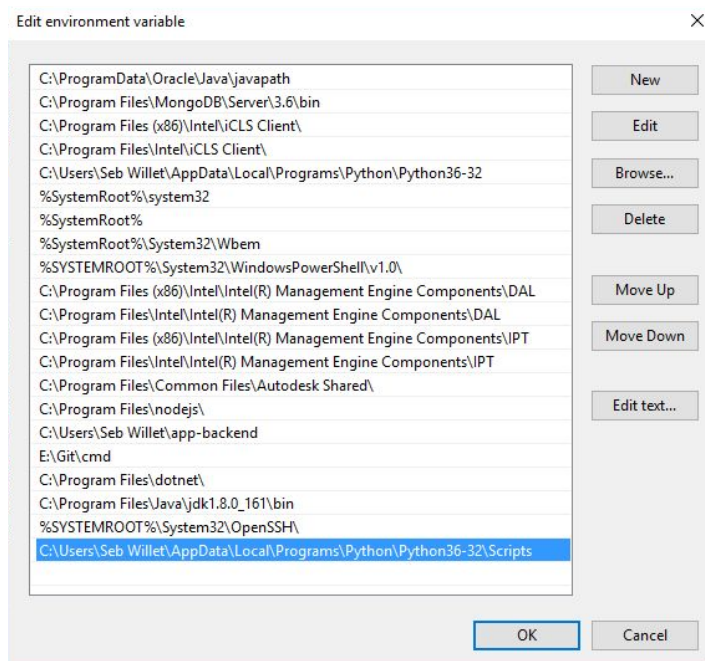 Edit environment variable
C:\ProgramData\Oracle\Java\javapath
C:\Program Files\MongoDB\Server\3.6\bin
C:\Program Files (x86)\Intel\iCLS Client\
C:\Program Files\Intel\iCLS Client\
C:\Users\Seb Willet\AppData\Local\Programs\Python\Python36-32
%SystemRoot%\system32
%SystemRoot%
%SystemRoot%\System32\Wbem
%SYSTEMROOT%\System32\WindowsPowerShell\v1.0\
C:\Program Files (x86)\Intel\Intel(R) Management Engine Components\DAL
C:\Program Files\Intel\Intel(R) Management Engine Components\DAL
C:\Program Files (x86)\Intel\Intel(R) Management Engine Components\IPT
C:\Program Files\Intel\Intel(R) Management Engine Components\IPT
C:\Program Files\Common Files\Autodesk Shared\
C:\Program Files\nodejs\
C:\Users\Seb Willet\app-backend
E:\Git\cmd
C:\Program Files\dotnet\
C:\Program Files\Java\jdk1.8.0_161\bin
%SYSTEMROOT%\System32\OpenSSH\
C:\Users\Seb Willet\AppData\Local\Programs\Python\Python36-32\Scripts
New
Edit
Browse...
Delete
Move Up
Move Down
Edit text...
OK
Cancel